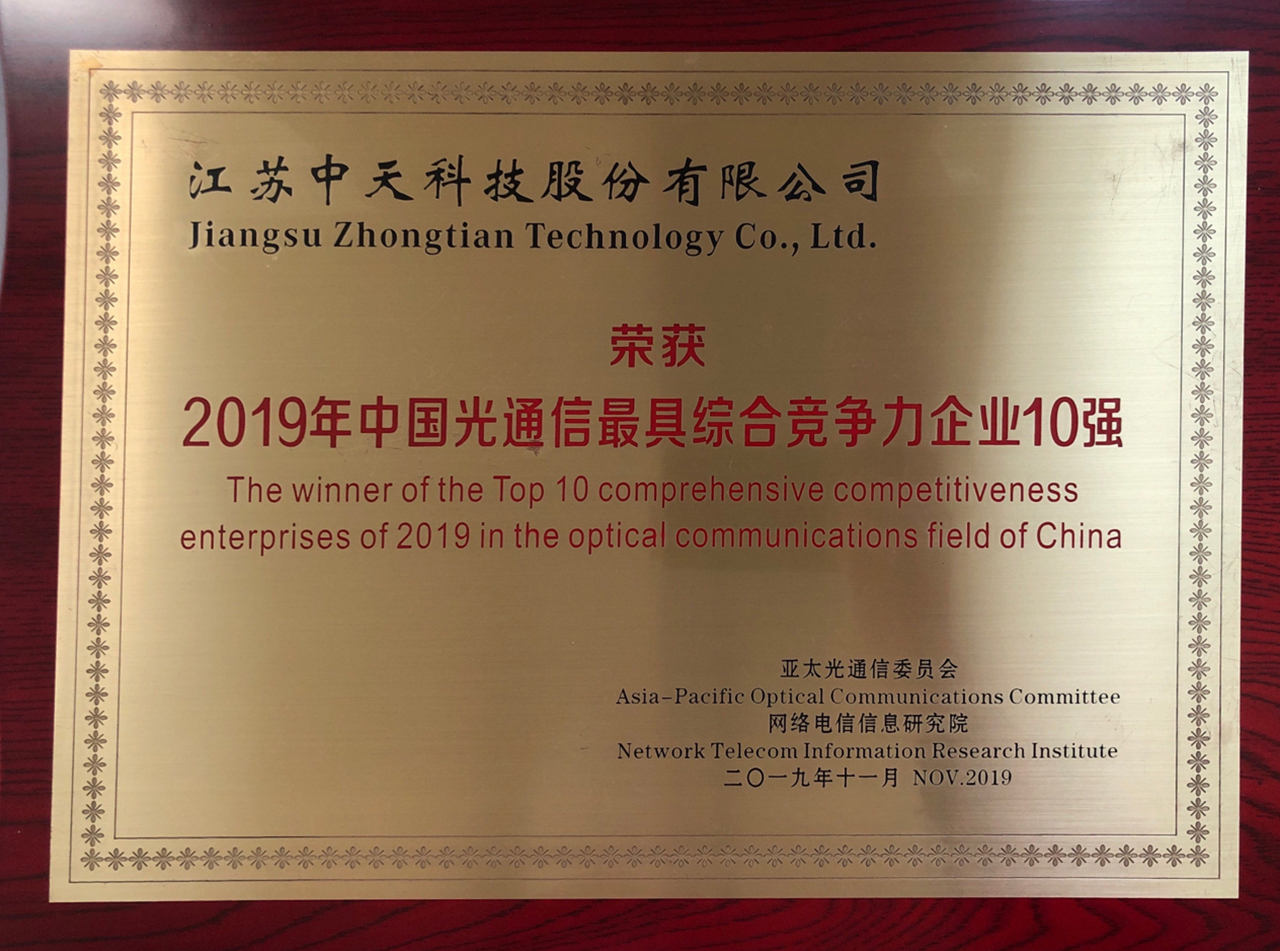 江苏中天科技股份有限公司
Jiangsu Zhongtian Technology Co., Ltd.
荣获
2019年中国光通信最具综合竞争力企业10强
The winner of the Top 10 comprehensive competitiveness
enterprises of 2019 in the optical communications field of China
亚太光通信委员会
Asia-Pacific Optical Communications Committee
网络电信信息研究院
Network Telecom Information Research Institute
二〇一九年十一月 NOV.2019